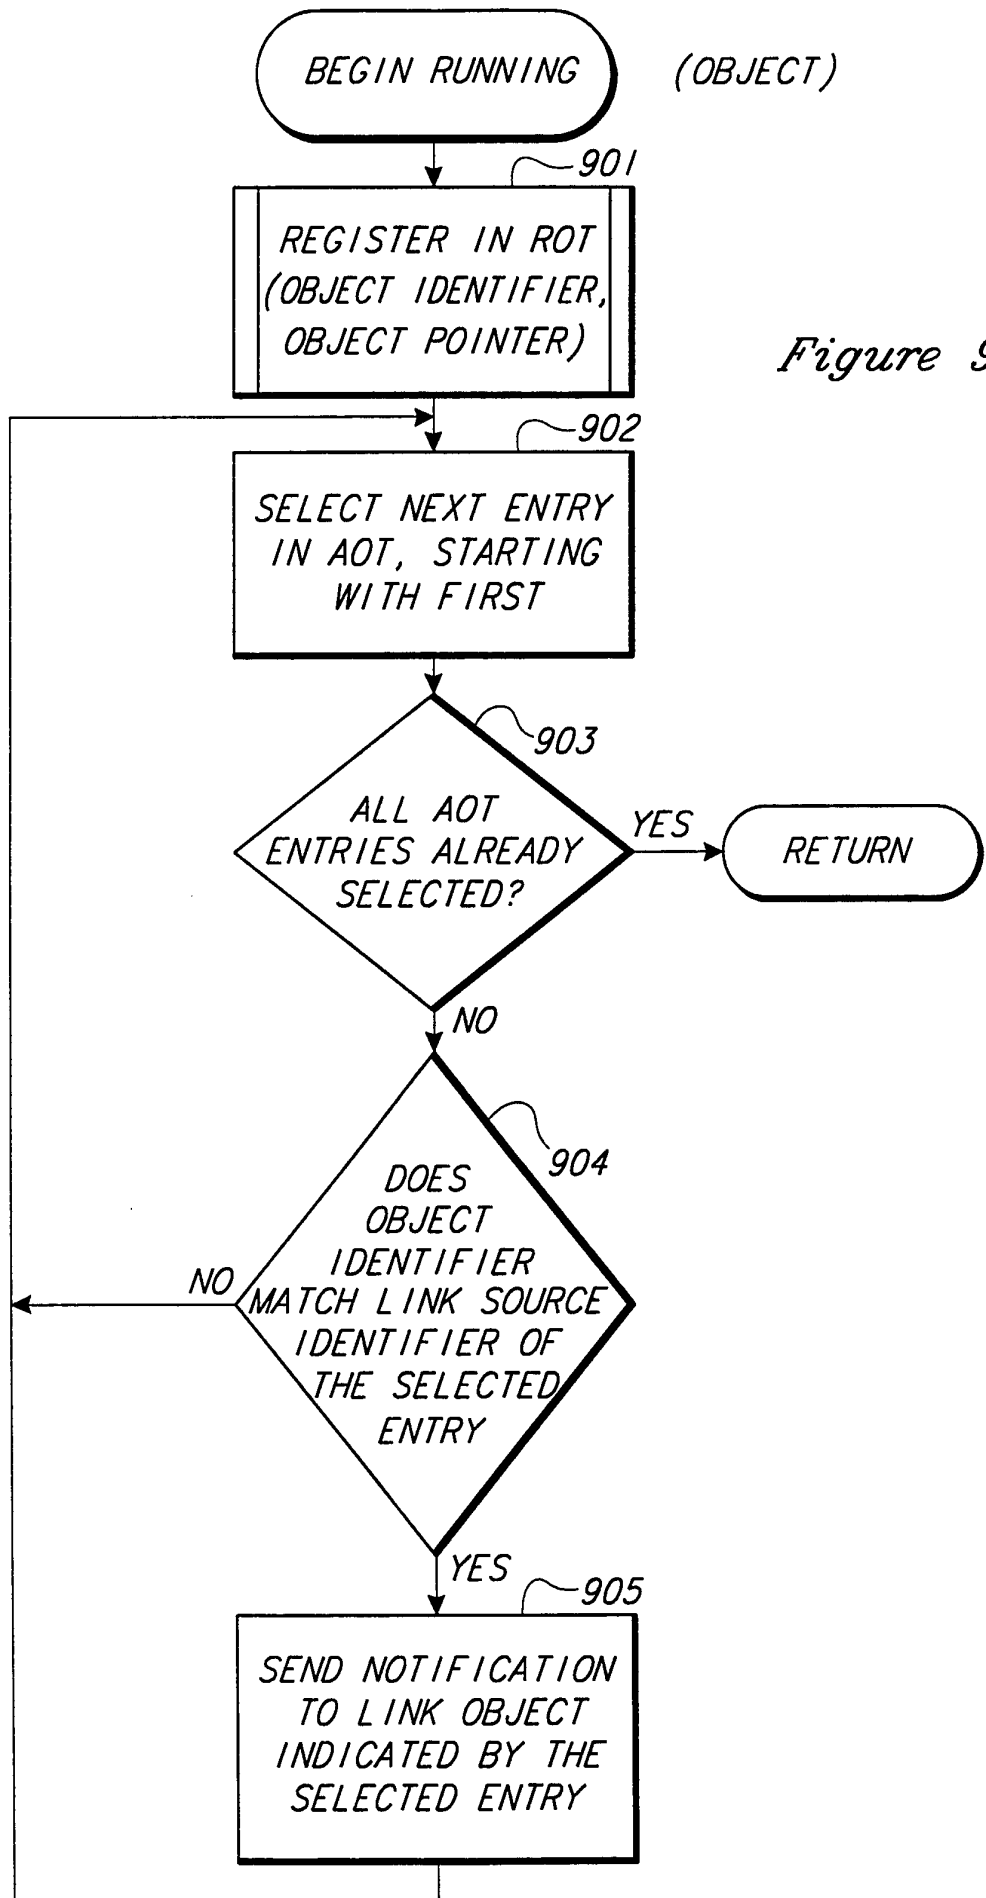 BEGIN RUNNING
(OBJECT)
901
REGISTER IN ROT
(OBJECT IDENTIFIER,
OBJECT POINTER)
Figure 9
902
SELECT NEXT ENTRY
IN AOT, STARTING
WITH FIRST
903
ALL AOT
ENTRIES ALREADY
SELECTED?
YES
RETURN
NO
904
DOES
OBJECT
IDENTIFIER
MATCH LINK SOURCE
IDENTIFIER OF
THE SELECTED
ENTRY
NO
YES
905
SEND NOTIFICATION
TO LINK OBJECT
INDICATED BY THE
SELECTED ENTRY